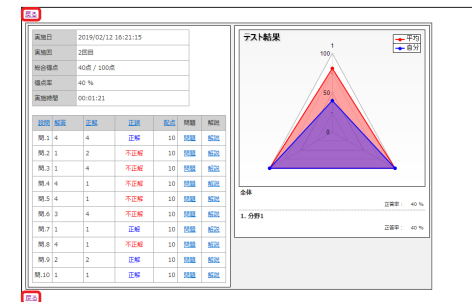 戻る
実施日 2019/02/12 16:21:15
実施回 2回目
総合得点 40点 / 100点
得点率 40 %
実施時間 00:01:21
設問 解答 正解 正誤 配点 問題 解説
問.1 4 4 正解 10 問題 解説
問.2 1 2 不正解 10 問題 解説
問.3 1 4 不正解 10 問題 解説
問.4 4 1 不正解 10 問題 解説
問.5 4 1 不正解 10 問題 解説
問.6 3 4 不正解 10 問題 解説
問.7 1 1 正解 10 問題 解説
問.8 4 1 不正解 10 問題 解説
問.9 2 2 正解 10 問題 解説
問.10 1 1 正解 10 問題 解説
テスト結果
平均
自分
1
100
50
0
全体
正答率: 40 %
1. 分野1
正答率: 40 %
戻る